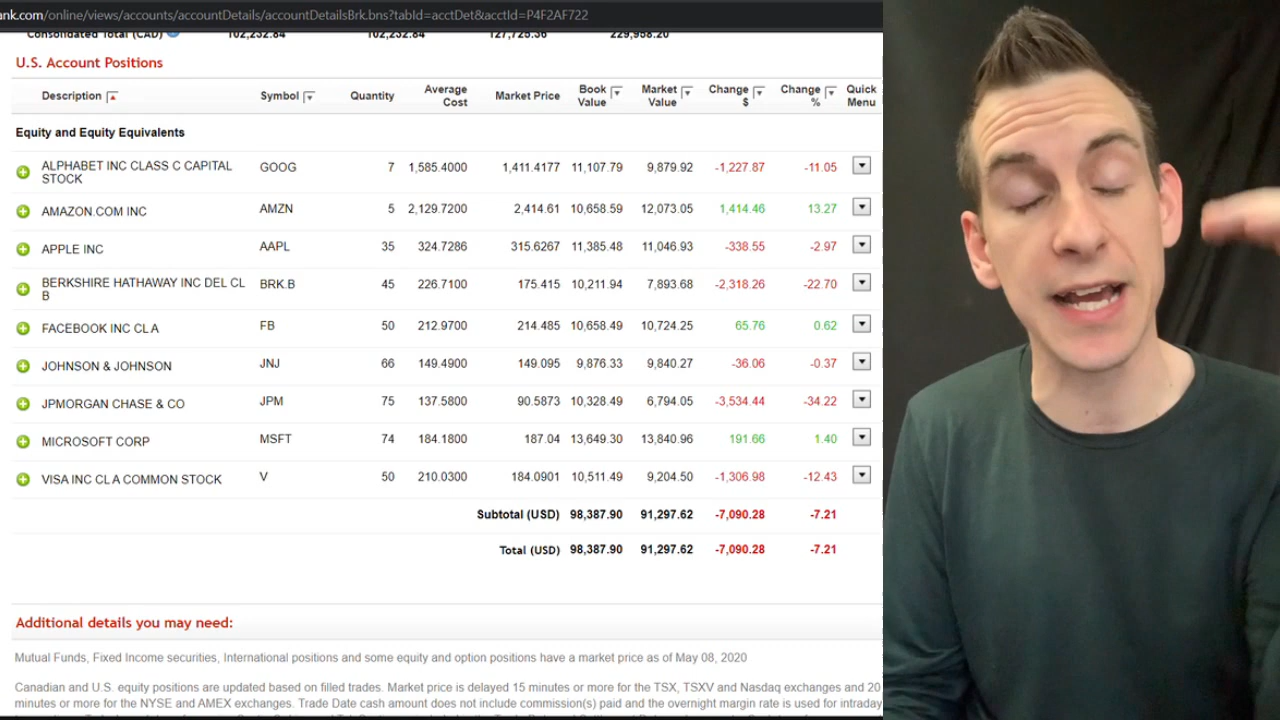 ank.com/online/views/accounts/accountDetails/accountDetailsBrk.bns?tabId=acctDet&acctId=P4F2AF722
Consolidated Total (CAD) 102,232.84 102,232.84 127,725.36 229,958.20
U.S. Account Positions
Description Symbol Quantity Average Cost Market Price Book Value Market Value Change $ Change % Quick Menu
Equity and Equity Equivalents
ALPHABET INC CLASS C CAPITAL STOCK GOOG 7 1,585.4000 1,411.4177 11,107.79 9,879.92 -1,227.87 -11.05
AMAZON.COM INC AMZN 5 2,129.7200 2,414.61 10,658.59 12,073.05 1,414.46 13.27
APPLE INC AAPL 35 324.7286 315.6267 11,385.48 11,046.93 -338.55 -2.97
BERKSHIRE HATHAWAY INC DEL CL B BRK.B 45 226.7100 175.415 10,211.94 7,893.68 -2,318.26 -22.70
FACEBOOK INC CL A FB 50 212.9700 214.485 10,658.49 10,724.25 65.76 0.62
JOHNSON & JOHNSON JNJ 66 149.4900 149.095 9,876.33 9,840.27 -36.06 -0.37
JPMORGAN CHASE & CO JPM 75 137.5800 90.5873 10,328.49 6,794.05 -3,534.44 -34.22
MICROSOFT CORP MSFT 74 184.1800 187.04 13,649.30 13,840.96 191.66 1.40
VISA INC CL A COMMON STOCK V 50 210.0300 184.0901 10,511.49 9,204.50 -1,306.98 -12.43
Subtotal (USD) 98,387.90 91,297.62 -7,090.28 -7.21
Total (USD) 98,387.90 91,297.62 -7,090.28 -7.21
Additional details you may need:
Mutual Funds, Fixed Income securities, International positions and some equity and option positions have a market price as of May 08, 2020
Canadian and U.S. equity positions are updated based on filled trades. Market price is delayed 15 minutes or more for the TSX, TSXV and Nasdaq exchanges and 20
minutes or more for the NYSE and AMEX exchanges. Trade Date cash amount does not include commission(s) paid and the overnight margin rate is used for intraday